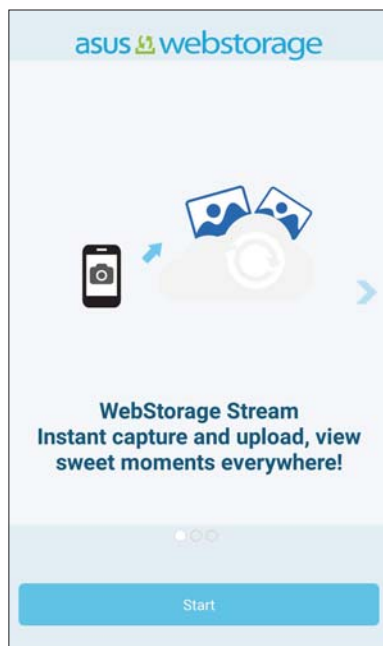 asus webstorage
WebStorage Stream
Instant capture and upload, view
sweet moments everywhere!
Start